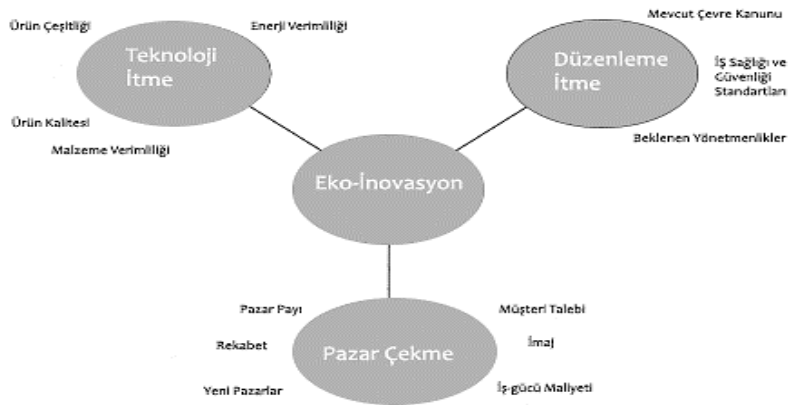 Ürün Çeşitliği
Enerji Verimliliği
Teknoloji
İtme
Ürün Kalitesi
Malzeme Verimliliği
Mevcut Çevre Kanunu
Düzenleme
İtme
İŞ Sağlığı ve
Güvenliği
Standartları
Beklenen Yönetmenlikler
Eko-İnovasyon
Pazar Payı
Rekabet
Yeni Pazarlar
Pazar Çekme
Müşteri Talebi
İmaj
İş-gücü Maliyeti